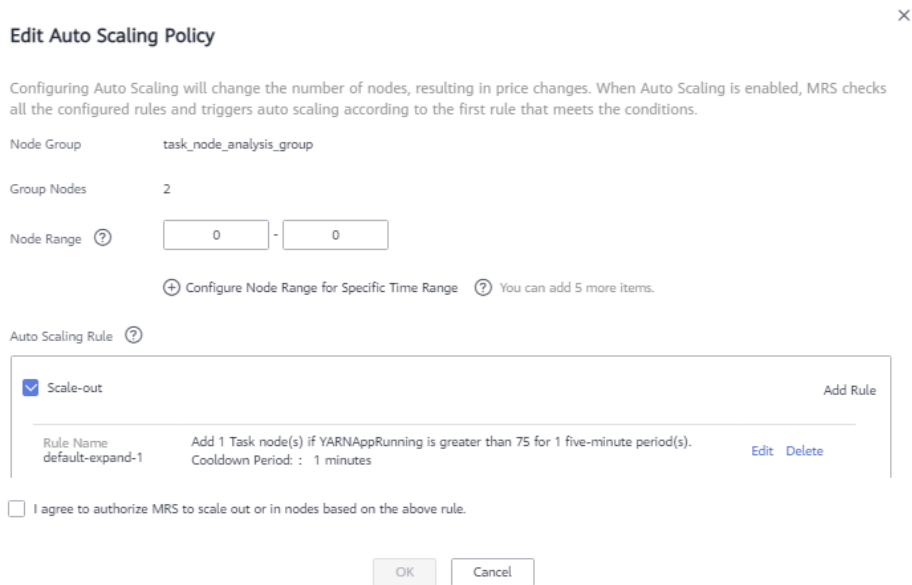 Edit Auto Scaling Policy
Configuring Auto Scaling will change the number of nodes, resulting in price changes. When Auto Scaling is enabled, MRS checks
all the configured rules and triggers auto scaling according to the first rule that meets the conditions.
Node Group task_node_analysis_group
Group Nodes 2
Node Range ? 0 - 0
Configure Node Range for Specific Time Range ? You can add 5 more items.
Auto Scaling Rule ?
Scale-out Add Rule
Rule Name Add 1 Task node(s) if YARNAppRunning is greater than 75 for 1 five-minute period(s).
default-expand-1 Cooldown Period: : 1 minutes Edit Delete
I agree to authorize MRS to scale out or in nodes based on the above rule.
OK Cancel